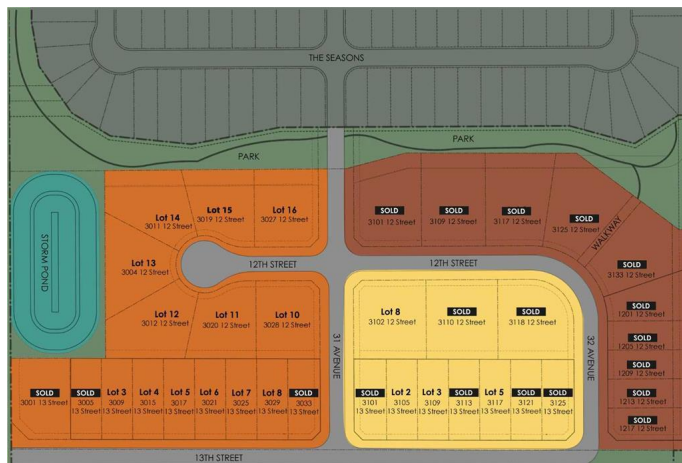 THE SEASONS
PARK
PARK
Lot 14
3011 12 Street
Lot 15
3019 12 Street
Lot 16
3027 12 Street
SOLD
3101 12 Street
SOLD
3109 12 Street
SOLD
3117 12 Street
SOLD
3125 12 Street
WALKWAY
SOLD
3133 12 Street
STORM POND
Lot 13
3004 12 Street
12TH STREET
12TH STREET
Lot 12
3012 12 Street
Lot 11
3020 12 Street
Lot 10
3028 12 Street
31 AVENUE
Lot 8
3102 12 Street
SOLD
3110 12 Street
SOLD
3118 12 Street
32 AVENUE
SOLD
1201 12 Street
SOLD
1205 12 Street
SOLD
1209 12 Street
SOLD
1213 12 Street
SOLD
1217 12 Street
SOLD
3001 13 Street
SOLD
3005
13 Street
Lot 3
3009
13 Street
Lot 4
3015
13 Street
Lot 5
3017
13 Street
Lot 6
3021
13 Street
Lot 7
3025
13 Street
Lot 8
3029
13 Street
SOLD
3033
13 Street
SOLD
3101
13 Street
Lot 2
3105
13 Street
Lot 3
3109
13 Street
SOLD
3113
13 Street
Lot 5
3117
13 Street
SOLD
3121
13 Street
SOLD
3125
13 Street
13TH STREET